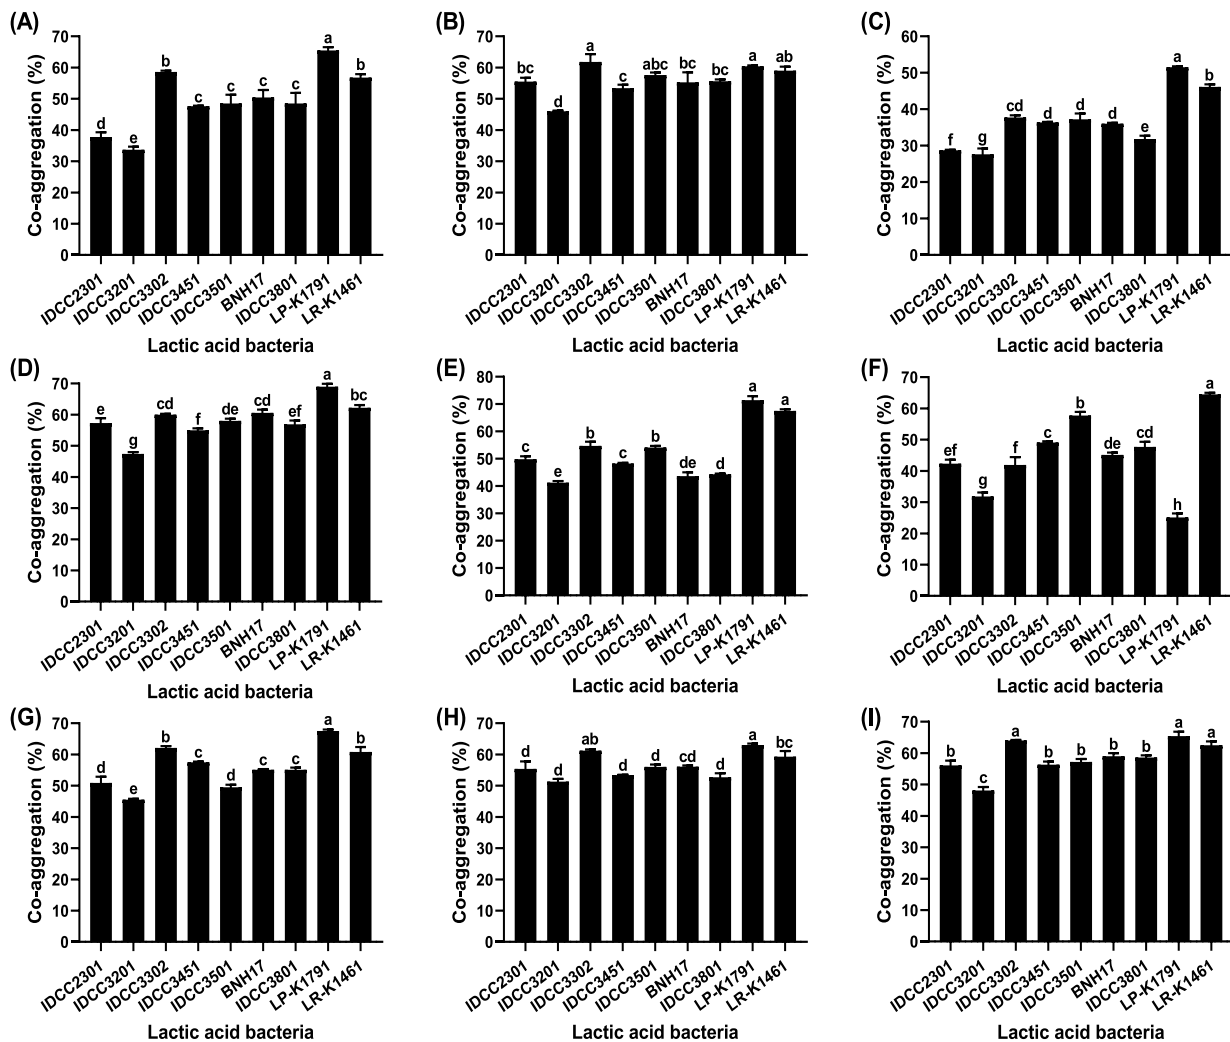 (A)
Co-aggregation (%)
70
60
50
40
30
20
10
0
d e b c c c c a b
IDCC2301 IDCC3201 IDCC3302 IDCC3451 IDCC3501 BNH17 IDCC3801 LP-K1791 LR-K1461
Lactic acid bacteria
(B)
Co-aggregation (%)
70
60
50
40
30
20
10
0
bc d a c abc bc bc a ab
IDCC2301 IDCC3201 IDCC3302 IDCC3451 IDCC3501 BNH17 IDCC3801 LP-K1791 LR-K1461
Lactic acid bacteria
(C)
Co-aggregation (%)
60
50
40
30
20
10
0
f g cd d d d e a b
IDCC2301 IDCC3201 IDCC3302 IDCC3451 IDCC3501 BNH17 IDCC3801 LP-K1791 LR-K1461
Lactic acid bacteria
(D)
Co-aggregation (%)
70
60
50
40
30
20
10
0
e g cd f de cd ef a bc
IDCC2301 IDCC3201 IDCC3302 IDCC3451 IDCC3501 BNH17 IDCC3801 LP-K1791 LR-K1461
Lactic acid bacteria
(E)
Co-aggregation (%)
80
70
60
50
40
30
20
10
0
c e b c b de d a a
IDCC2301 IDCC3201 IDCC3302 IDCC3451 IDCC3501 BNH17 IDCC3801 LP-K1791 LR-K1461
Lactic acid bacteria
(F)
Co-aggregation (%)
70
60
50
40
30
20
10
0
ef g f c b de cd h a
IDCC2301 IDCC3201 IDCC3302 IDCC3451 IDCC3501 BNH17 IDCC3801 LP-K1791 LR-K1461
Lactic acid bacteria
(G)
Co-aggregation (%)
70
60
50
40
30
20
10
0
d e b c d c c a b
IDCC2301 IDCC3201 IDCC3302 IDCC3451 IDCC3501 BNH17 IDCC3801 LP-K1791 LR-K1461
Lactic acid bacteria
(H)
Co-aggregation (%)
70
60
50
40
30
20
10
0
d d ab d d cd d a bc
IDCC2301 IDCC3201 IDCC3302 IDCC3451 IDCC3501 BNH17 IDCC3801 LP-K1791 LR-K1461
Lactic acid bacteria
(I)
Co-aggregation (%)
70
60
50
40
30
20
10
0
b c a b b b b a a
IDCC2301 IDCC3201 IDCC3302 IDCC3451 IDCC3501 BNH17 IDCC3801 LP-K1791 LR-K1461
Lactic acid bacteria